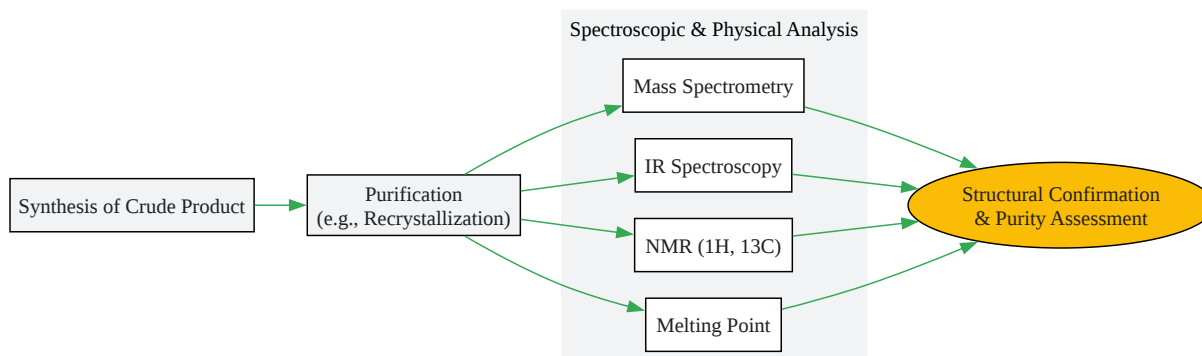 Spectroscopic & Physical Analysis
Mass Spectrometry
IR Spectroscopy
Synthesis of Crude Product
Purification
(e.g., Recrystallization)
NMR (1H, 13C)
Melting Point
Structural Confirmation
& Purity Assessment